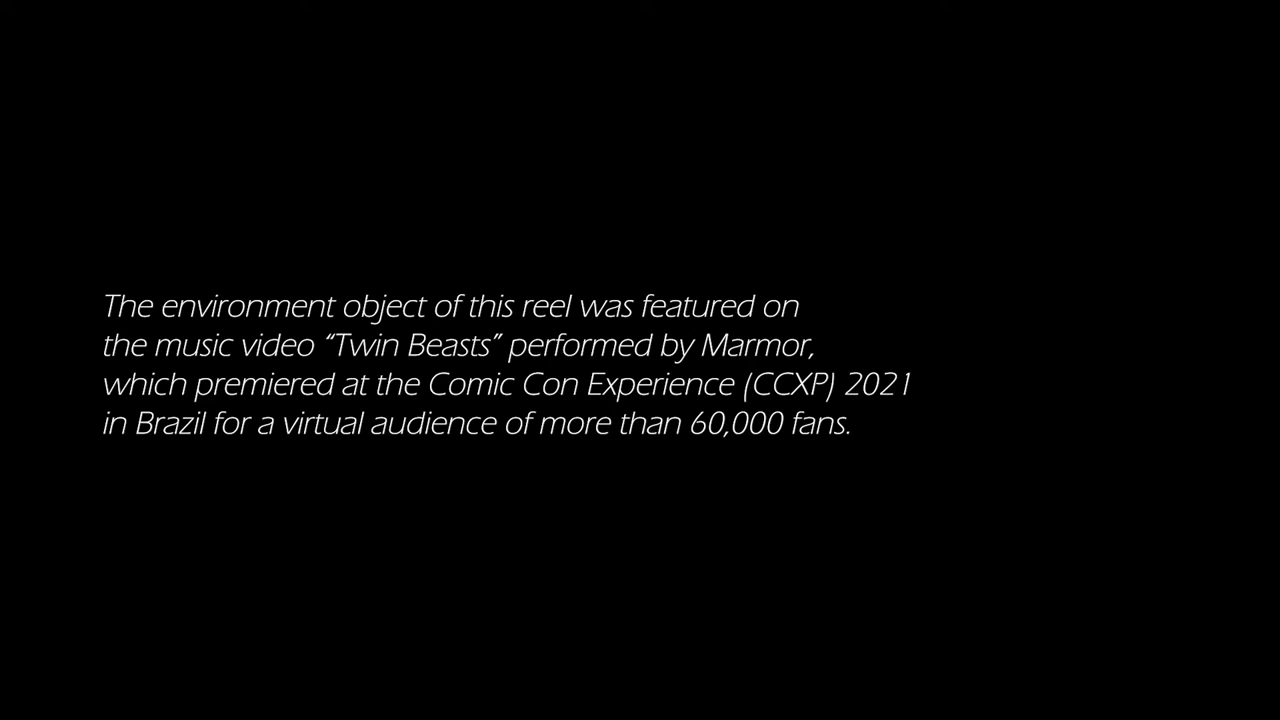 The environment object of this reel was featured on
the music video “Twin Beasts” performed by Marmor,
which premiered at the Comic Con Experience (CCXP) 2021
in Brazil for a virtual audience of more than 60,000 fans.